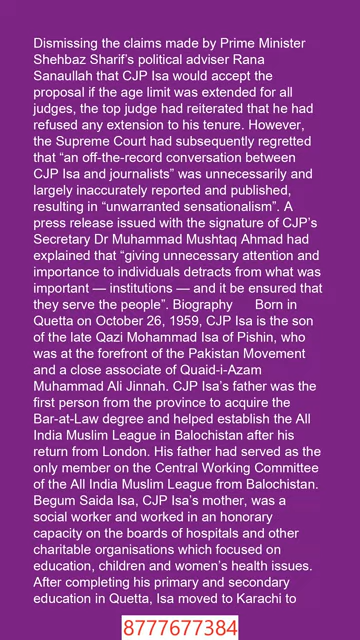 Dismissing the claims made by Prime Minister
Shehbaz Sharif’s political adviser Rana
Sanaullah that CJP Isa would accept the
proposal if the age limit was extended for all
judges, the top judge had reiterated that he had
refused any extension to his tenure. However,
the Supreme Court had subsequently regretted
that “an off-the-record conversation between
CJP Isa and journalists” was unnecessarily and
largely inaccurately reported and published,
resulting in “unwarranted sensationalism”. A
press release issued with the signature of CJP’s
Secretary Dr Muhammad Mushtaq Ahmad had
explained that “giving unnecessary attention and
importance to individuals detracts from what was
important — institutions — and it be ensured that
they serve the people”. Biography Born in
Quetta on October 26, 1959, CJP Isa is the son
of the late Qazi Mohammad Isa of Pishin, who
was at the forefront of the Pakistan Movement
and a close associate of Quaid-i-Azam
Muhammad Ali Jinnah. CJP Isa’s father was the
first person from the province to acquire the
Bar-at-Law degree and helped establish the All
India Muslim League in Balochistan after his
return from London. His father had served as the
only member on the Central Working Committee
of the All India Muslim League from Balochistan.
Begum Saida Isa, CJP Isa’s mother, was a
social worker and worked in an honorary
capacity on the boards of hospitals and other
charitable organisations which focused on
education, children and women’s health issues.
After completing his primary and secondary
education in Quetta, Isa moved to Karachi to
8777677384